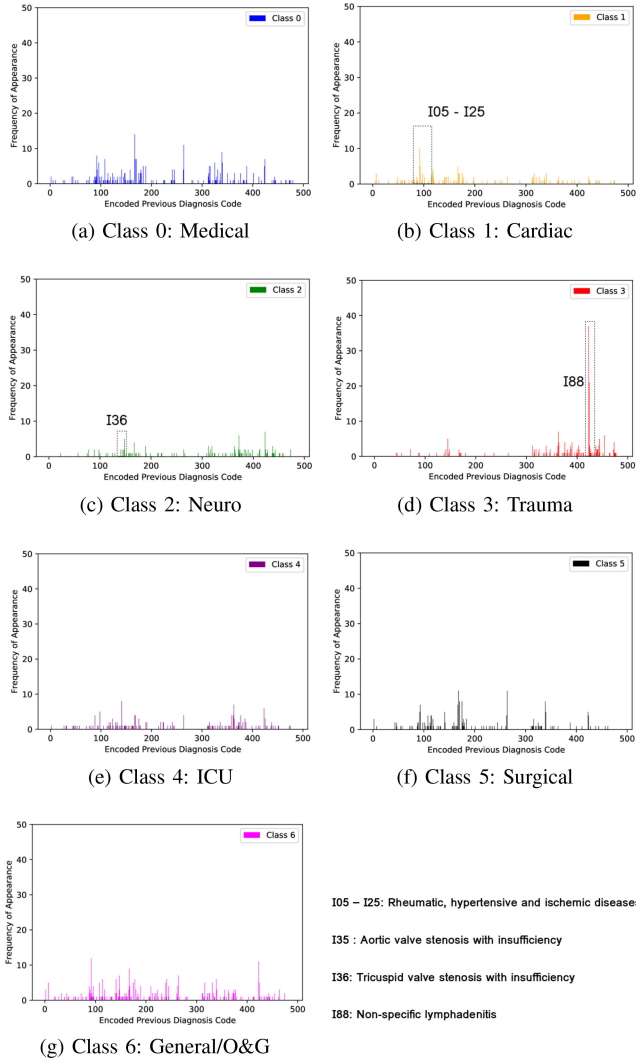 50
40
30
20
10
0
Frequency of Appearance
Class 0
0 100 200 300 400 500
Encoded Previous Diagnosis Code
(a) Class 0: Medical
50
40
30
20
10
0
Frequency of Appearance
Class 1
I05 - I25
0 100 200 300 400 500
Encoded Previous Diagnosis Code
(b) Class 1: Cardiac
50
40
30
20
10
0
Frequency of Appearance
Class 2
I36
0 100 200 300 400 500
Encoded Previous Diagnosis Code
(c) Class 2: Neuro
50
40
30
20
10
0
Frequency of Appearance
Class 3
I88
0 100 200 300 400 500
Encoded Previous Diagnosis Code
(d) Class 3: Trauma
50
40
30
20
10
0
Frequency of Appearance
Class 4
0 100 200 300 400 500
Encoded Previous Diagnosis Code
(e) Class 4: ICU
50
40
30
20
10
0
Frequency of Appearance
Class 5
0 100 200 300 400 500
Encoded Previous Diagnosis Code
(f) Class 5: Surgical
50
40
30
20
10
0
Frequency of Appearance
Class 6
0 100 200 300 400 500
Encoded Previous Diagnosis Code
(g) Class 6: General/O&G
I05 – I25: Rheumatic, hypertensive and ischemic diseases
I35 : Aortic valve stenosis with insufficiency
I36: Tricuspid valve stenosis with insufficiency
I88: Non-specific lymphadenitis